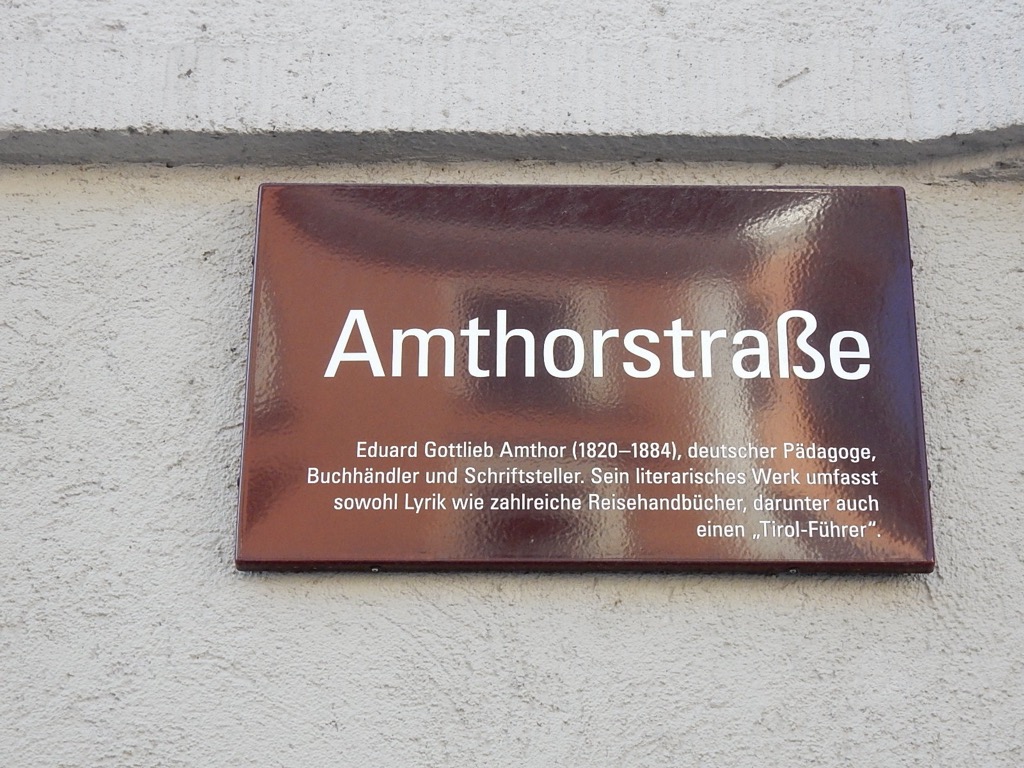 Amthorstraße
Eduard Gottlieb Amthor (1820–1884), deutscher Pädagoge,
Buchhändler und Schriftsteller. Sein literarisches Werk umfasst
sowohl Lyrik wie zahlreiche Reisehandbücher, darunter auch
einen „Tirol-Führer“.